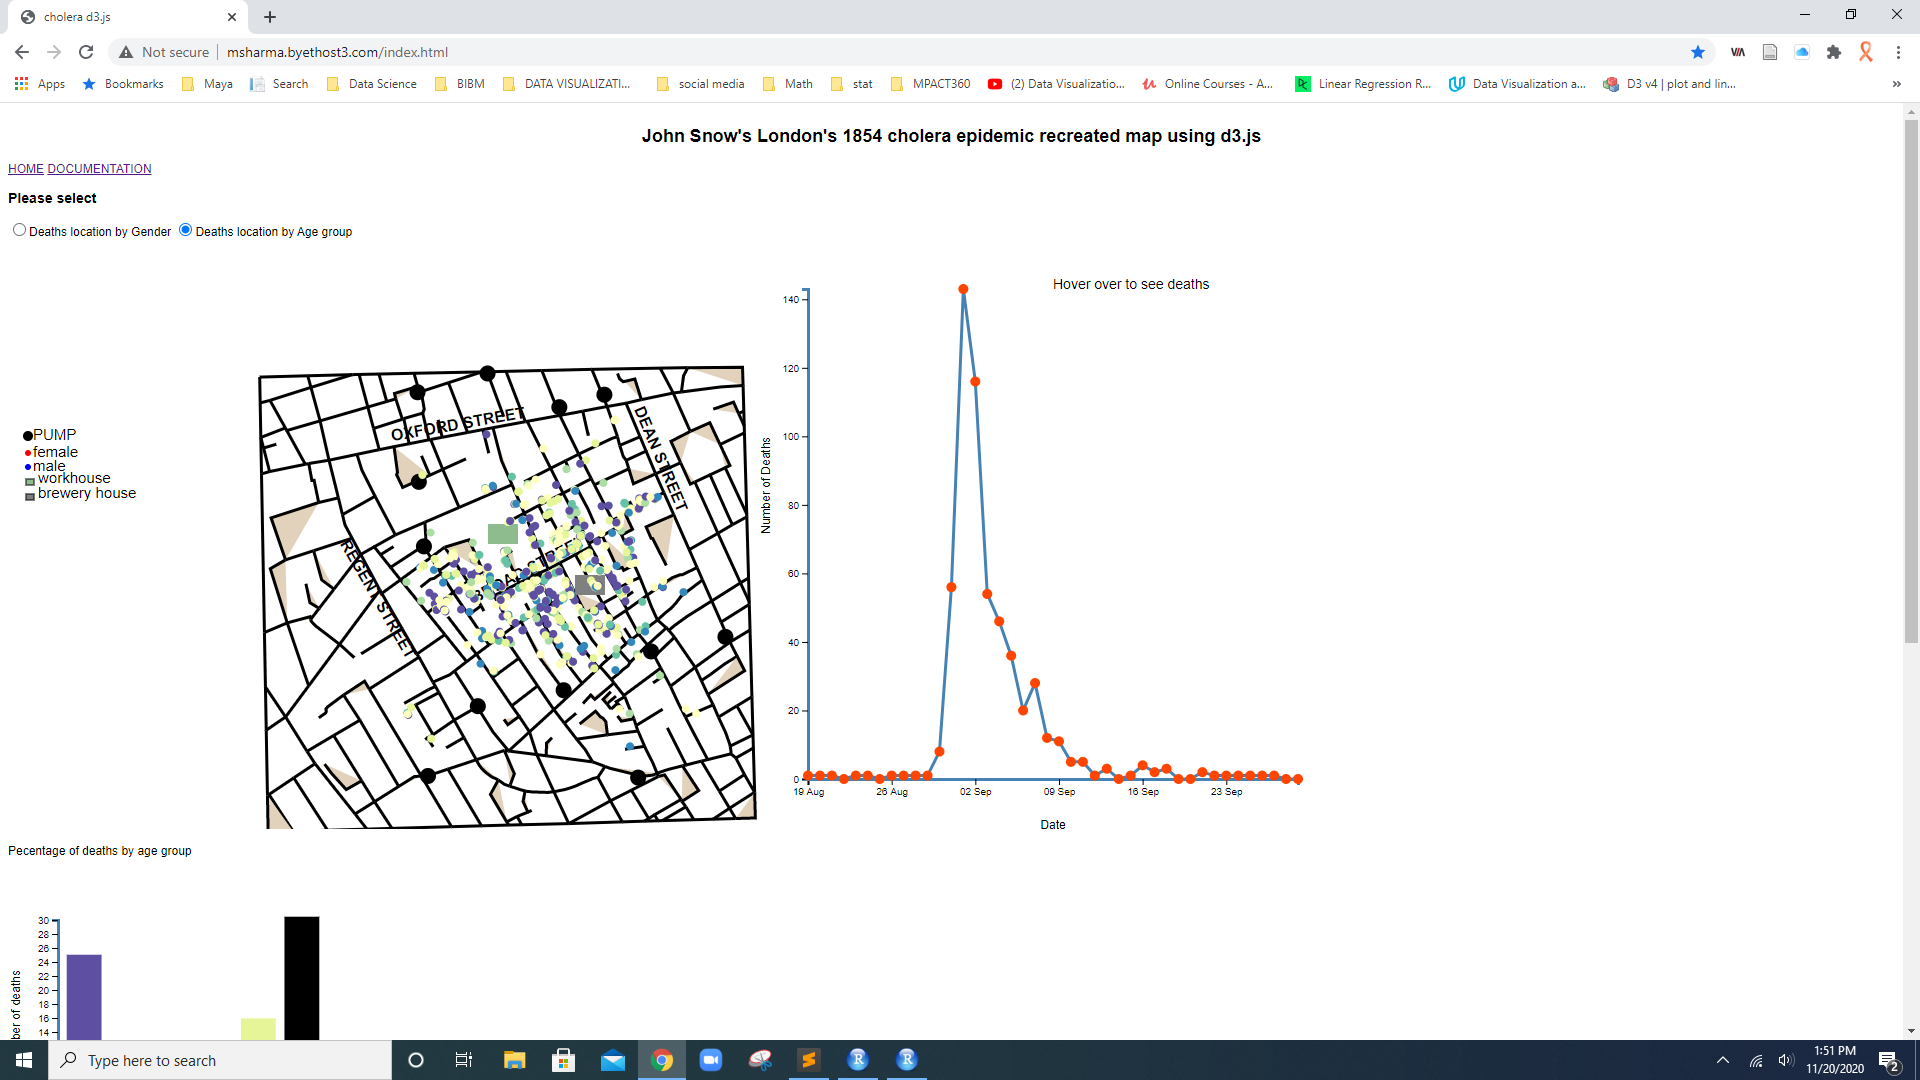 cholera d3.js
Not secure
msharma.byethost3.com/index.html
Apps
Bookmarks
Maya
Search
Data Science
BIBM
DATA VISUALIZATI...
social media
Math
stat
MPACT360
(2) Data Visualizatio...
Online Courses - A...
Linear Regression R...
Data Visualization a...
D3 v4 | plot and lin...
»
John Snow's London's 1854 cholera epidemic recreated map using d3.js
HOME DOCUMENTATION
Please select
Deaths location by Gender
Deaths location by Age group
PUMP
female
male
workhouse
brewery house
OXFORD STREET
DEAN STREET
REGENT STREET
Hover over to see deaths
Number of Deaths
140
120
100
80
60
40
20
0
19 Aug
26 Aug
02 Sep
09 Sep
16 Sep
23 Sep
Date
Pecentage of deaths by age group
ber of deaths
30
28
26
24
22
20
18
16
14
Type here to search
1:51 PM
11/20/2020
2